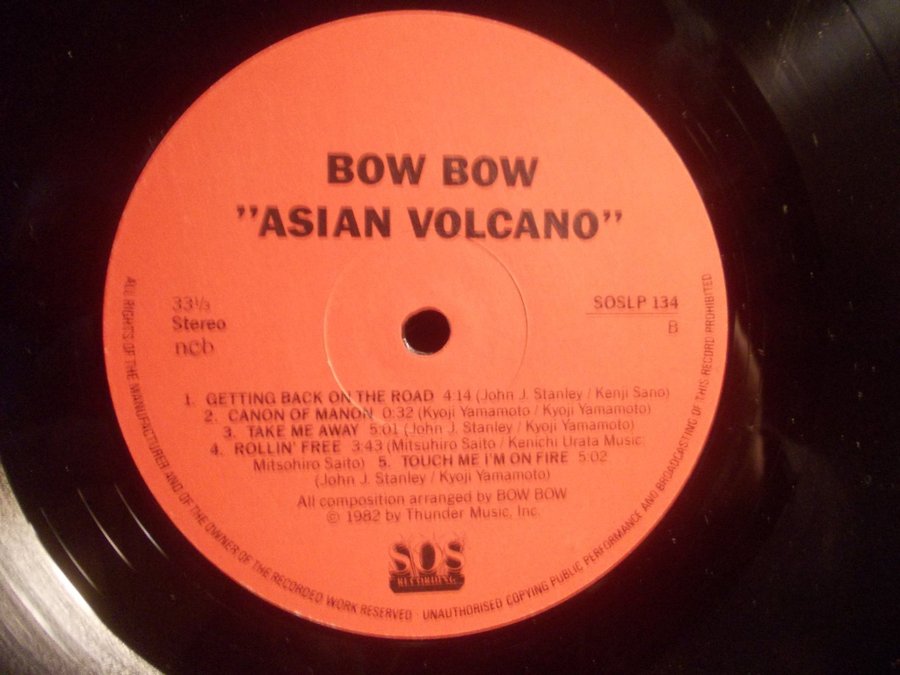 BOW BOW
"ASIAN VOLCANO"
33⅓
Stereo
ncb
SOSLP 134
B
1. GETTING BACK ON THE ROAD 4:14 (John J. Stanley / Kenji Sano)
2. CANON OF MANON 0:32 (Kyoji Yamamoto / Kyoji Yamamoto)
3. TAKE ME AWAY 5:01 (John J. Stanley / Kyoji Yamamoto)
4. ROLLIN' FREE 3:43 (Mitsuhiro Saito / Kenichi Urata Music:
Mitsohiro Saito) 5. TOUCH ME I'M ON FIRE 5:02
(John J. Stanley / Kyoji Yamamoto)
All composition arranged by BOW BOW
© 1982 by Thunder Music, Inc.
SOS
RECORDING
ALL RIGHTS OF THE MANUFACTURER AND OF THE OWNER OF THE RECORDED WORK RESERVED · UNAUTHORISED COPYING PUBLIC PERFORMANCE AND BROADCASTING OF THIS RECORD PROHIBITED